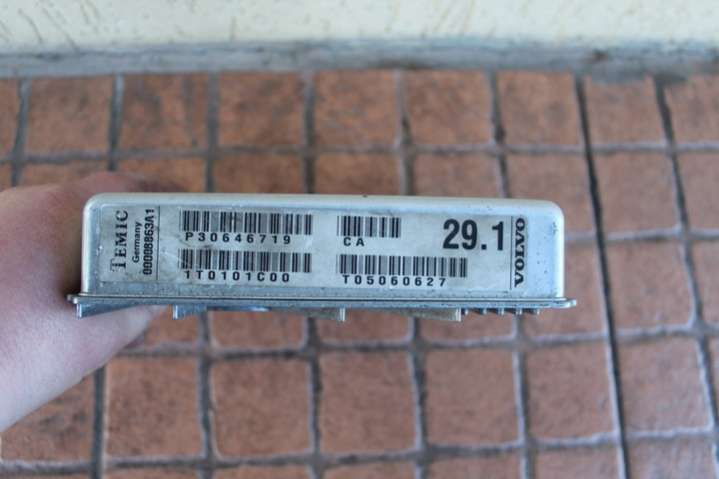 TEMIC
Germany
00008863A1
P30646719
CA
29.1
VOLVO
1T0101C00
T05060627